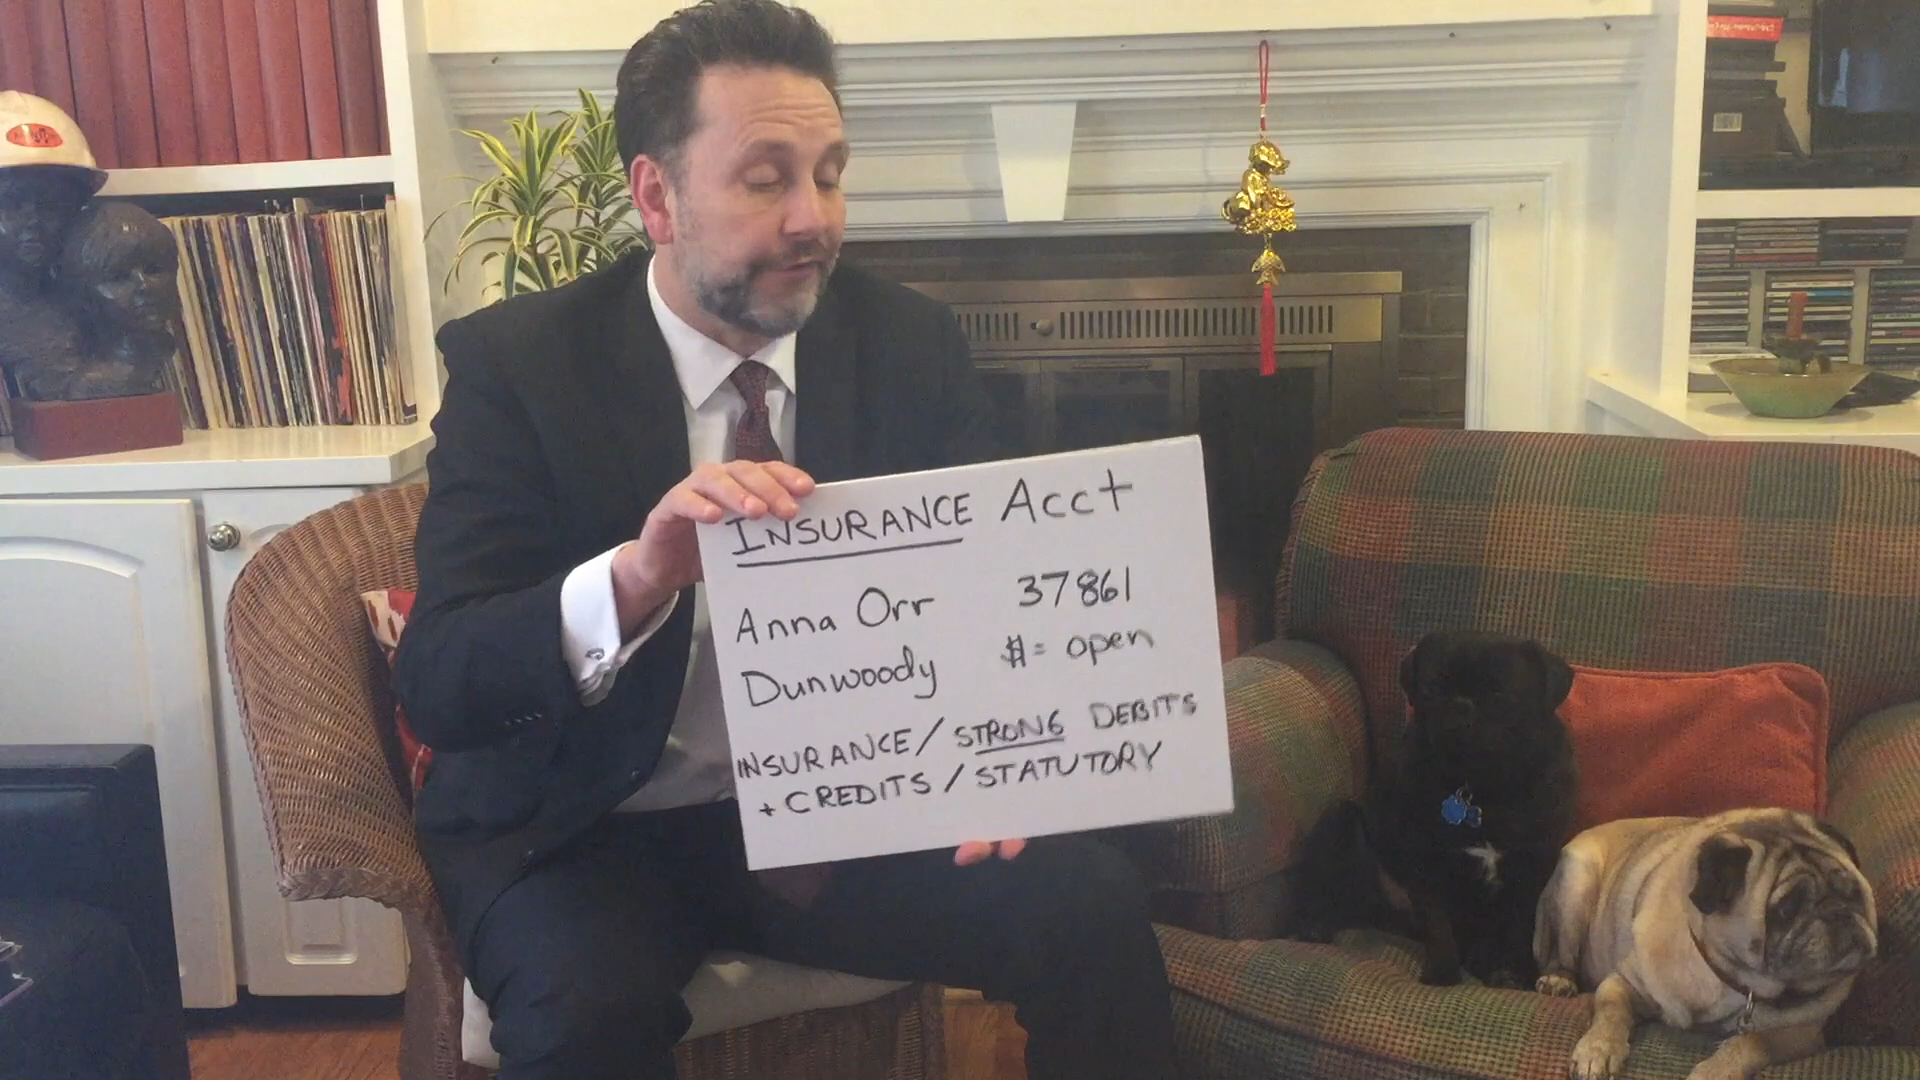 INSURANCE Acct
Anna Orr 37861
Dunwoody $= open
INSURANCE/STRONG DEBITS
+ CREDITS/STATUTORY